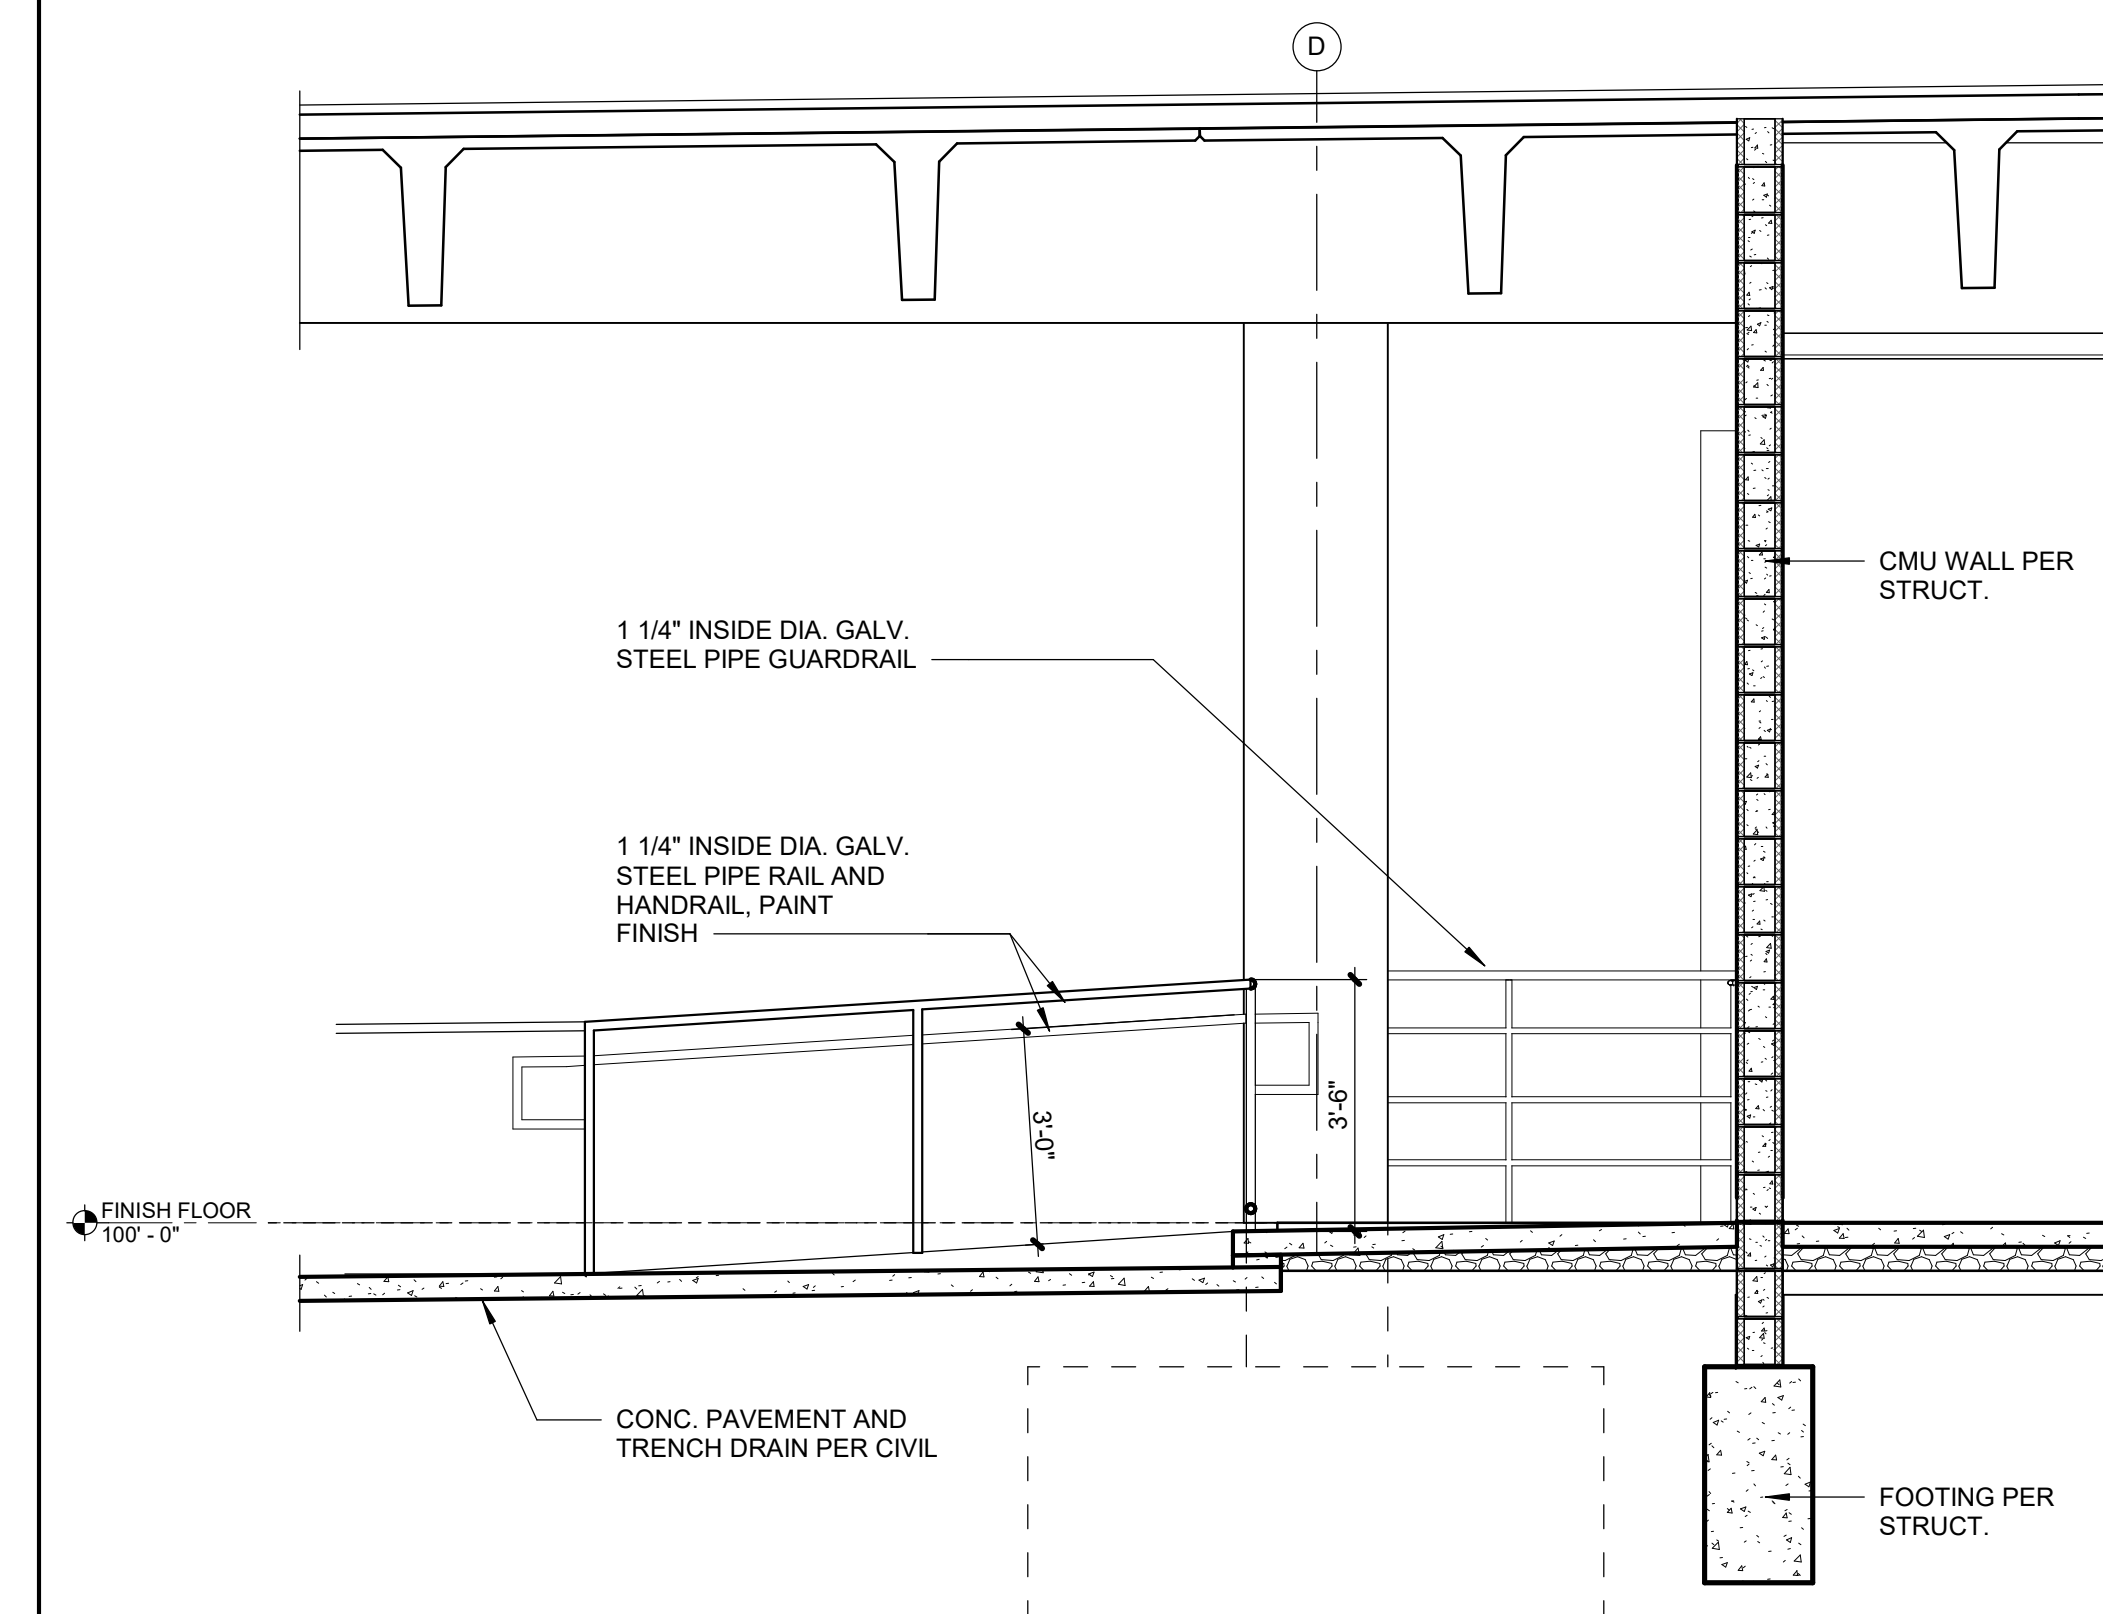 D
CMU WALL PER
STRUCT.
1 1/4" INSIDE DIA. GALV.
STEEL PIPE GUARDRAIL
1 1/4" INSIDE DIA. GALV.
STEEL PIPE RAIL AND
HANDRAIL, PAINT
FINISH
3'-0"
3'-6"
FINISH FLOOR
100' - 0"
CONC. PAVEMENT AND
TRENCH DRAIN PER CIVIL
FOOTING PER
STRUCT.